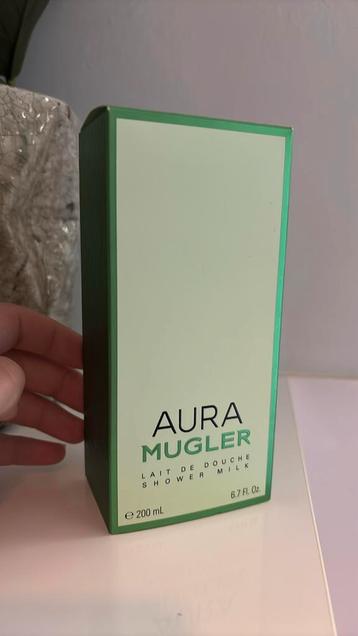 AURA
MUGLER
LAIT DE DOUCHE
SHOWER MILK
℮ 200 mL 6.7 Fl. Oz.